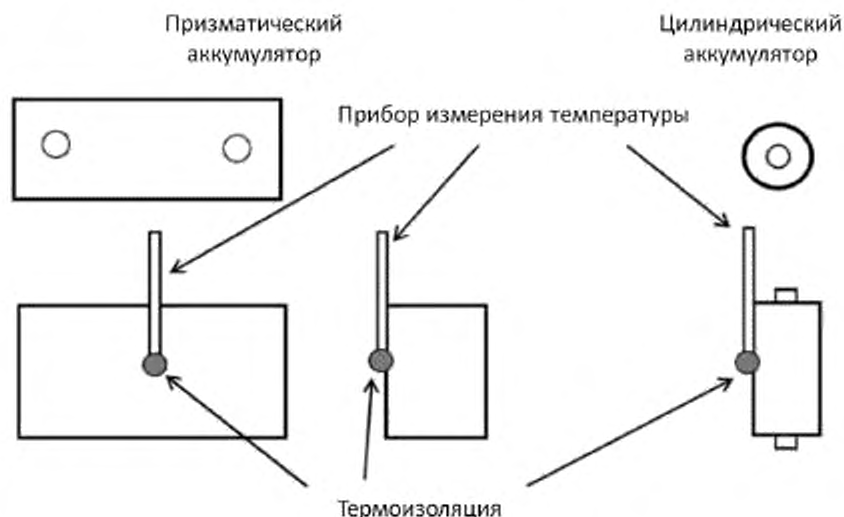 Призматический
аккумулятор
Цилиндрический
аккумулятор
Прибор измерения температуры
Термоизоляция